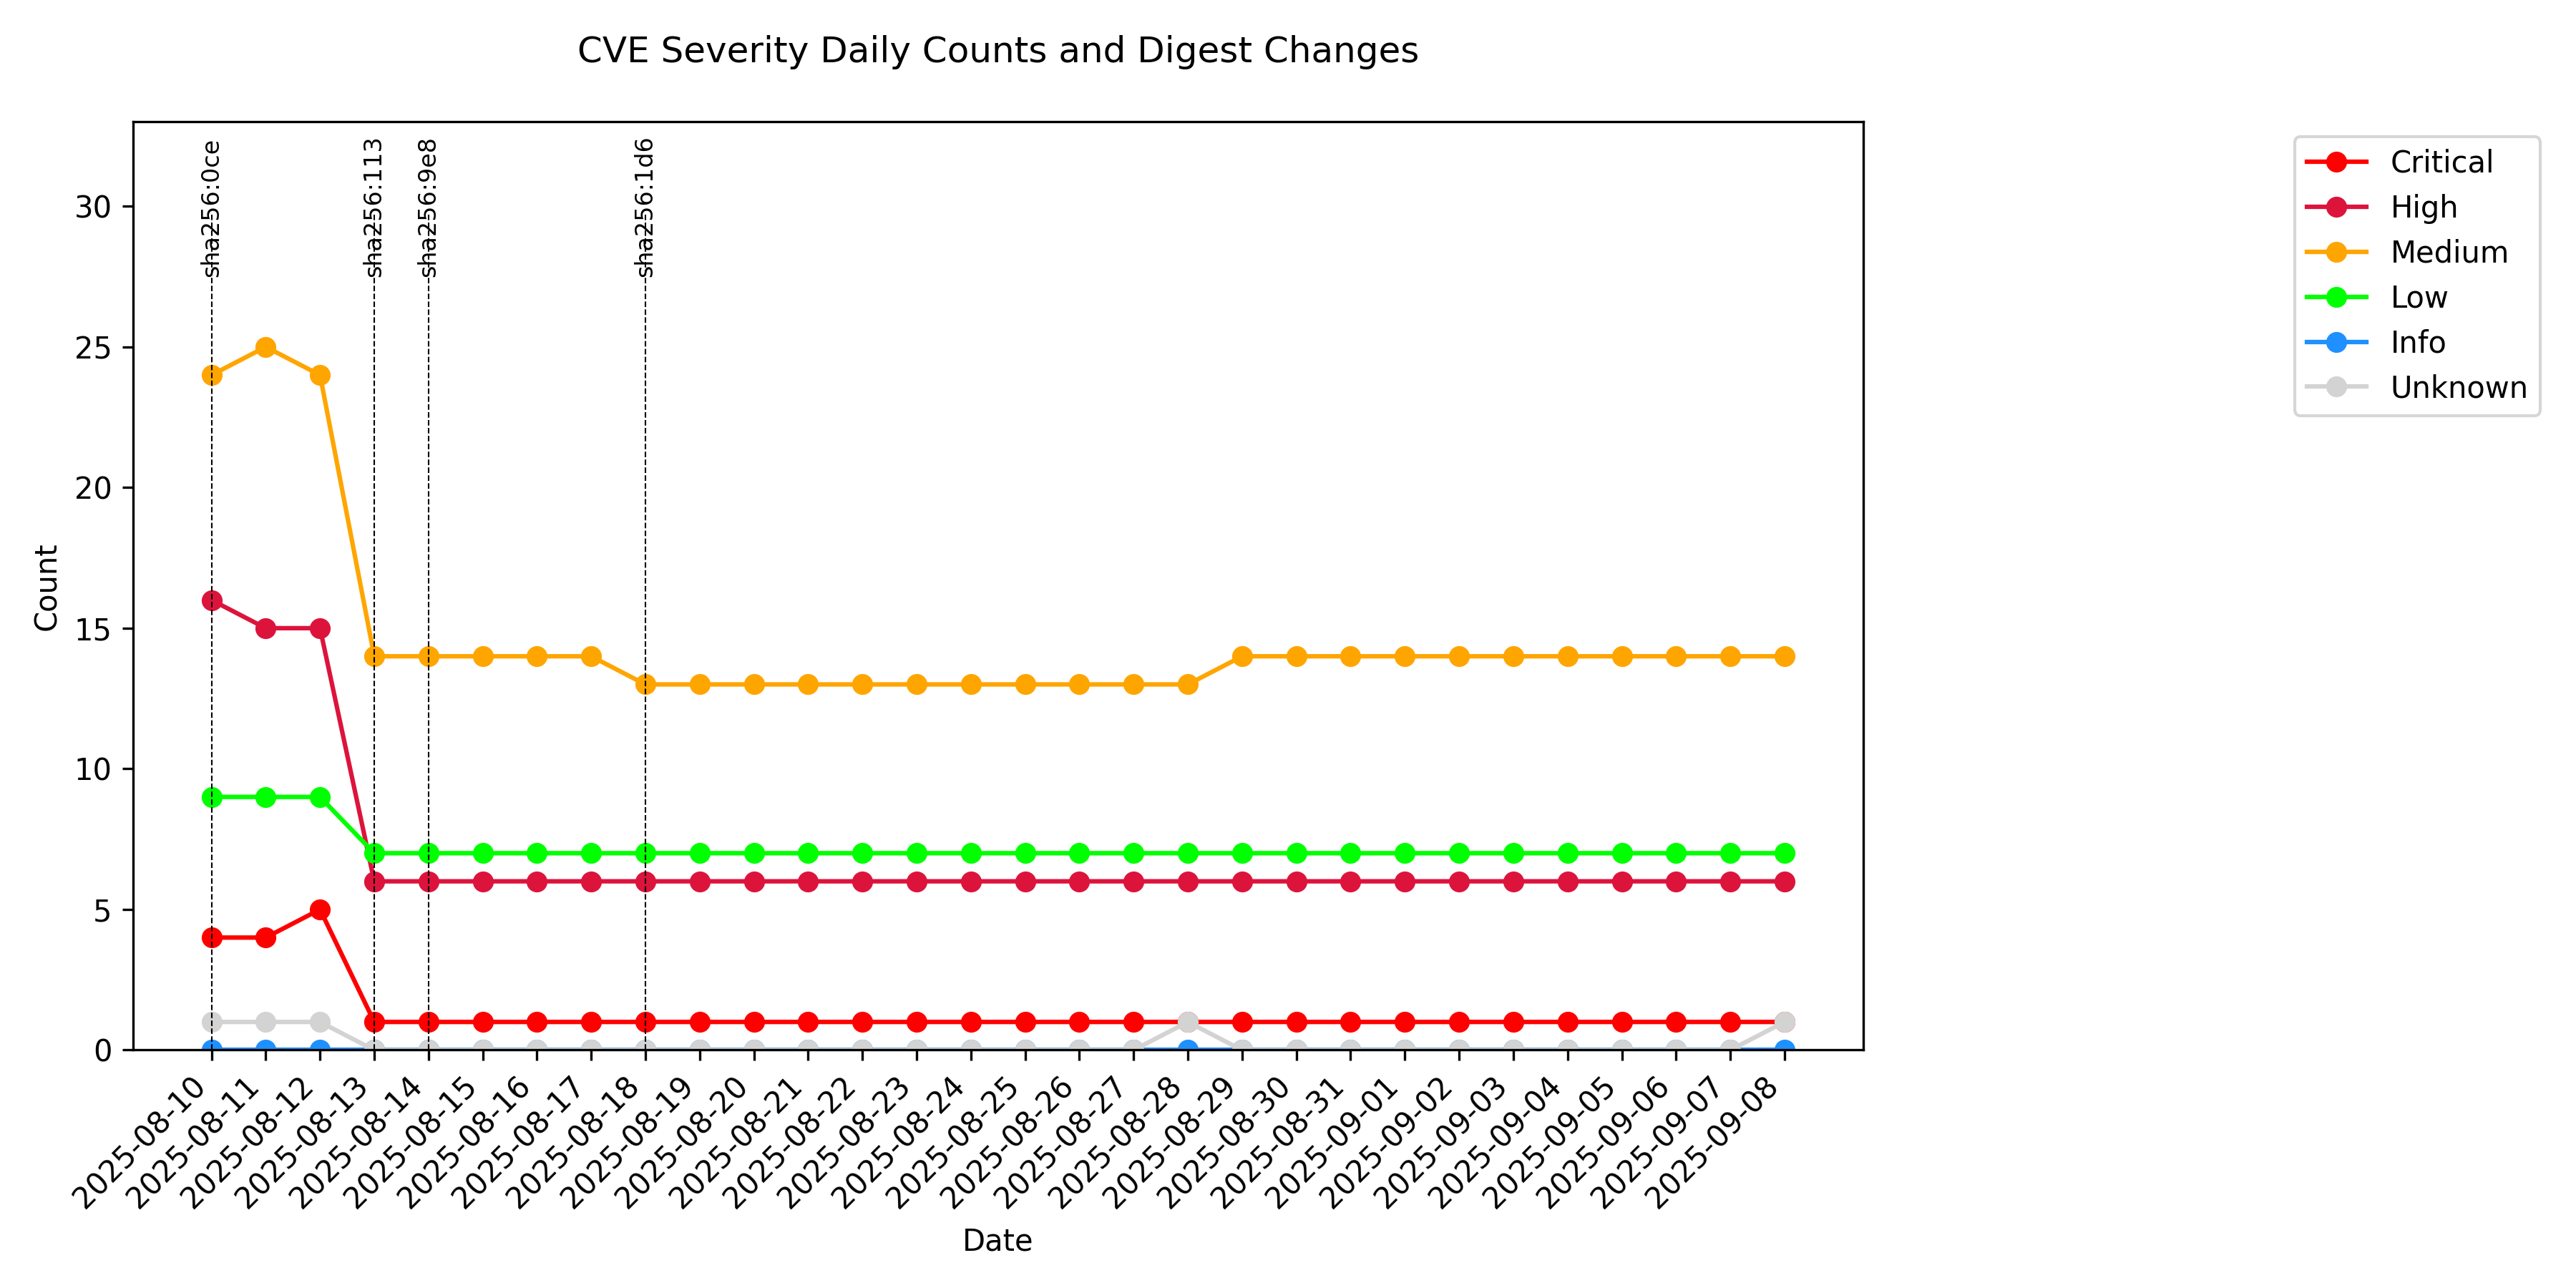 CVE Severity Daily Counts and Digest Changes
sha256:0ce
sha256:113
sha256:9e8
sha256:1d6
Critical
High
Medium
Low
Info
Unknown
Count
30
25
20
15
10
5
0
2025-08-10
2025-08-11
2025-08-12
2025-08-13
2025-08-14
2025-08-15
2025-08-16
2025-08-17
2025-08-18
2025-08-19
2025-08-20
2025-08-21
2025-08-22
2025-08-23
2025-08-24
2025-08-25
2025-08-26
2025-08-27
2025-08-28
2025-08-29
2025-08-30
2025-08-31
2025-09-01
2025-09-02
2025-09-03
2025-09-04
2025-09-05
2025-09-06
2025-09-07
2025-09-08
Date